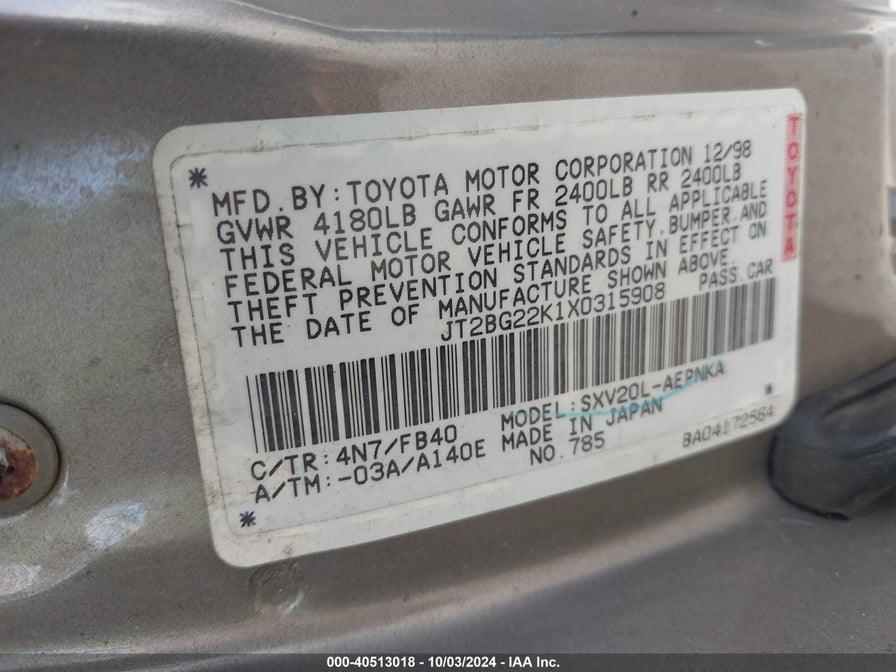 * MFD.BY:TOYOTA MOTOR CORPORATION 12/98
GVWR 4180LB GAWR FR 2400LB RR 2400LB
THIS VEHICLE CONFORMS TO ALL APPLICABLE
FEDERAL MOTOR VEHICLE SAFETY,BUMPER,AND
THEFT PREVENTION STANDARDS IN EFFECT ON
THE DATE OF MANUFACTURE SHOWN ABOVE.
JT2BG22K1X0315908 PASS.CAR
TOYOTA
C/TR:4N7/FB40 MODEL:SXV20L-AEPNKA *
A/TM:-03A/A140E MADE IN JAPAN
* NO.785 BA04172564
000-40513018 - 10/03/2024 - IAA Inc.